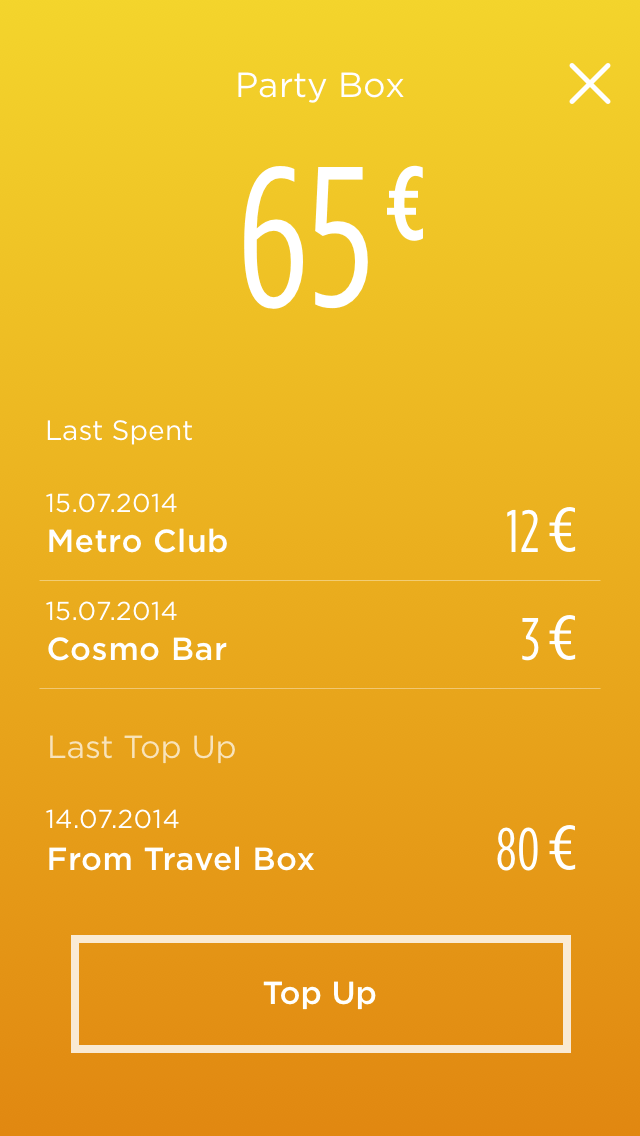 Party Box
65 €
Last Spent
15.07.2014
Metro Club
12 €
15.07.2014
Cosmo Bar
3 €
Last Top Up
14.07.2014
From Travel Box
80 €
Top Up